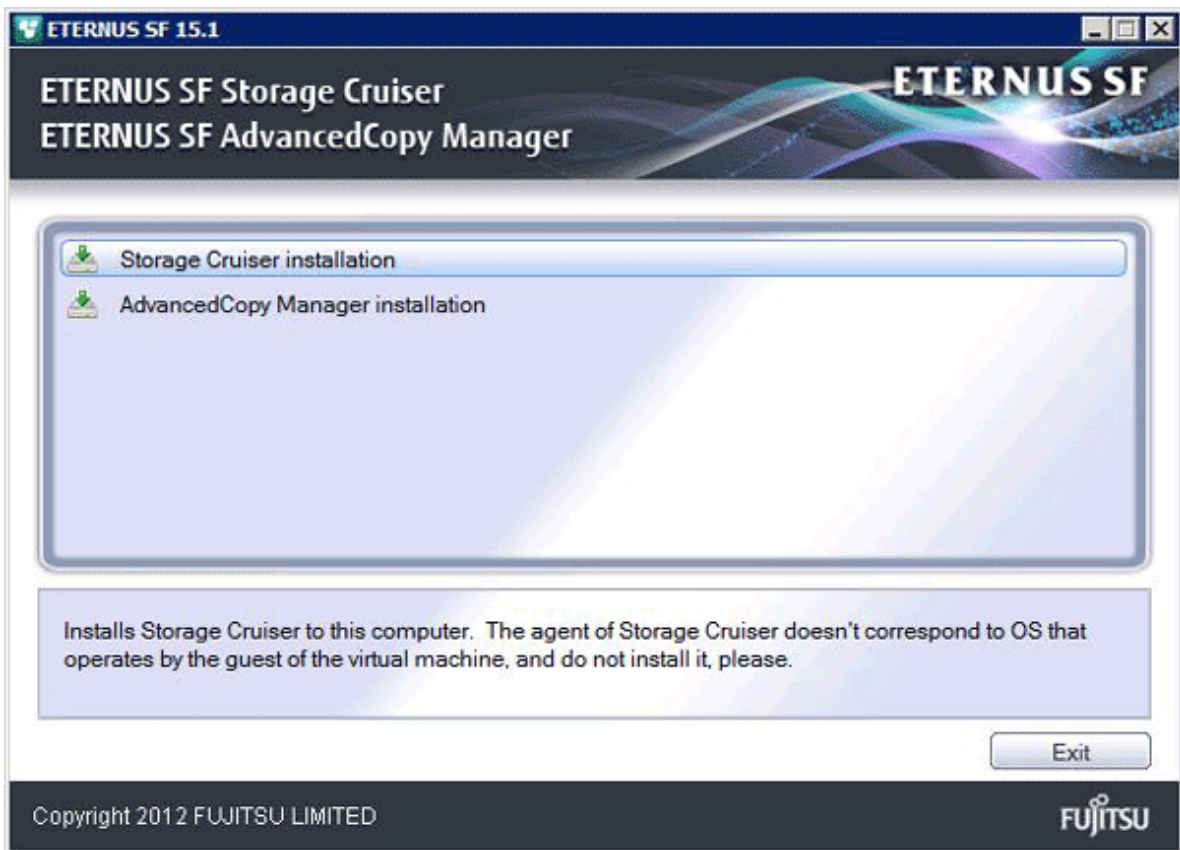 ETERNUS SF 15.1
ETERNUS SF Storage Cruiser
ETERNUS SF AdvancedCopy Manager
ETERNUS SF
Storage Cruiser installation
AdvancedCopy Manager installation
Installs Storage Cruiser to this computer.  The agent of Storage Cruiser doesn't correspond to OS that
operates by the guest of the virtual machine, and do not install it, please.
Exit
Copyright 2012 FUJITSU LIMITED
FUJITSU